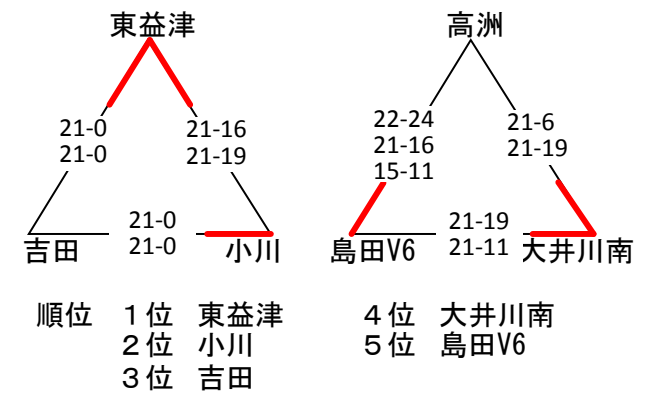 東益津
高洲
21-0
21-0
21-16
21-19
22-24
21-16
15-11
21-6
21-19
21-0
21-0
21-19
21-11
吉田
小川
島田V6
大井川南
順位 １位 東益津
２位 小川
３位 吉田
４位 大井川南
５位 島田V6